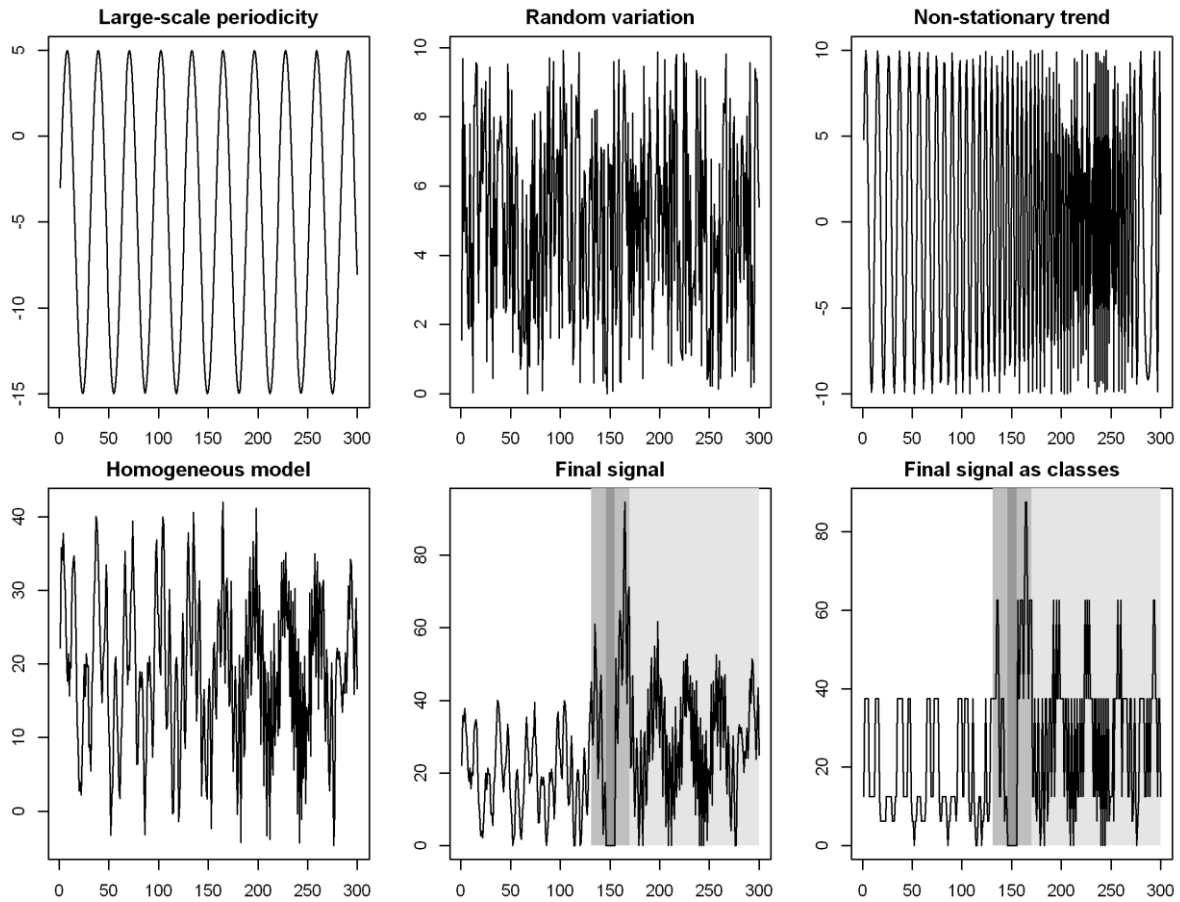 Large-scale periodicity
5
0
-5
-10
-15
0 50 100 150 200 250 300
Random variation
10
8
6
4
2
0
0 50 100 150 200 250 300
Non-stationary trend
10
5
0
-5
-10
0 50 100 150 200 250 300
Homogeneous model
40
30
20
10
0
0 50 100 150 200 250 300
Final signal
80
60
40
20
0
0 50 100 150 200 250 300
Final signal as classes
80
60
40
20
0
0 50 100 150 200 250 300